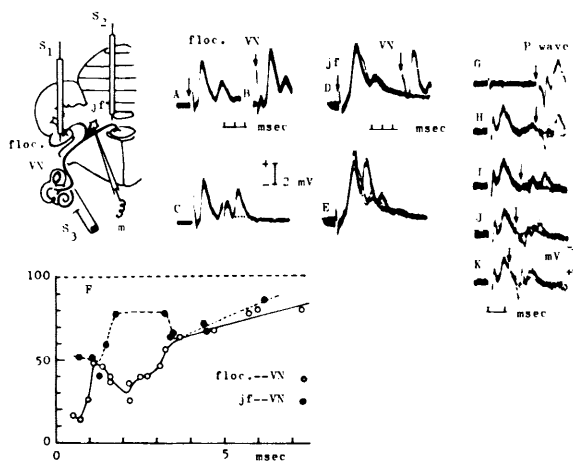 S1
S2
jf
floc.
VN
S3
m
floc. VN
A B
msec
jf VN
D
msec
+
- 2 mV
C
E
P wave
G
H
I
J
K
-
mV
+
msec
100
F
50
0
floc.--VN
jf--VN
0 5 msec